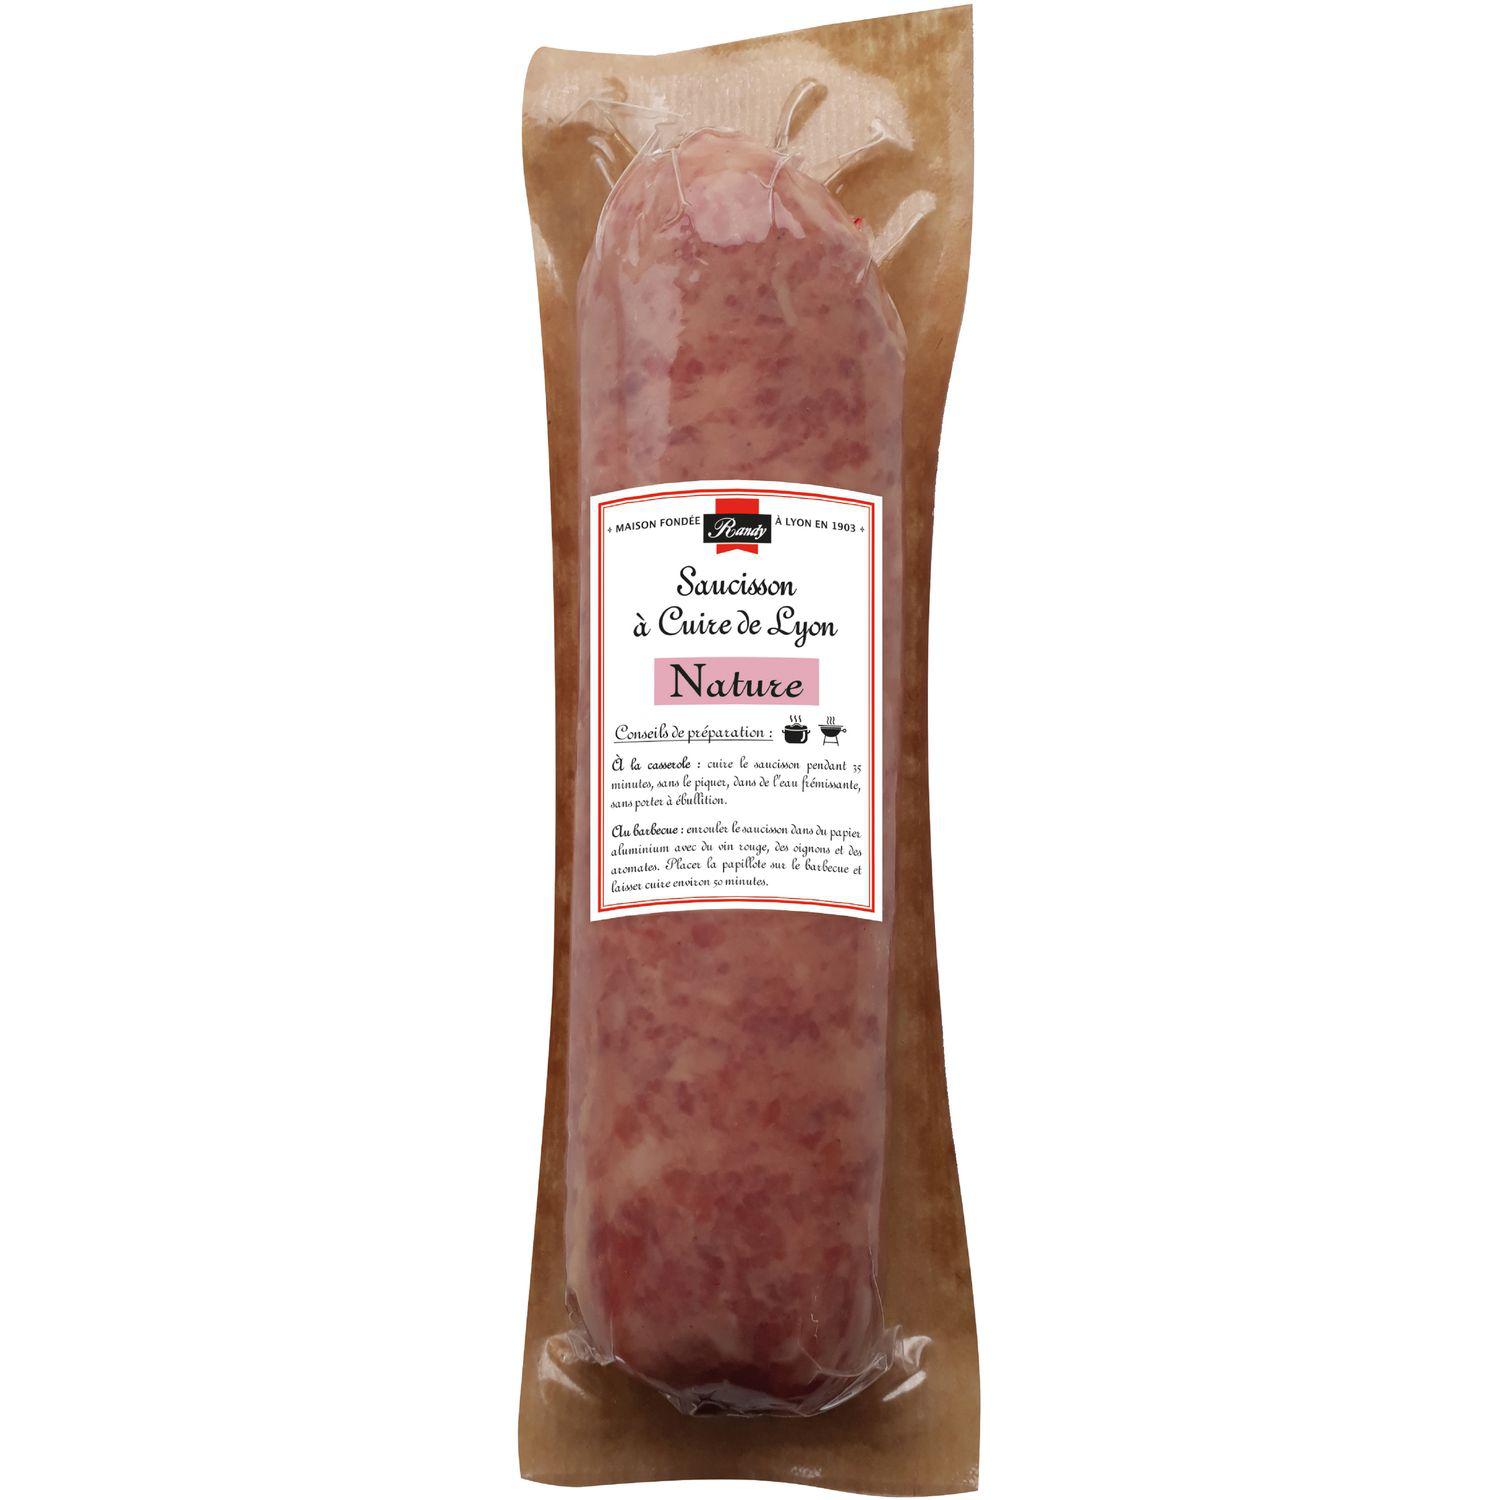 MAISON FONDÉE Randy À LYON EN 1903
Saucisson
à Cuire de Lyon
Nature
Conseils de préparation :
À la casserole : cuire le saucisson pendant 35
minutes, sans le piquer, dans de l'eau frémissante,
sans porter à ébullition.
Au barbecue : enrouler le saucisson dans du papier
aluminium avec du vin rouge, des oignons et des
aromates. Placer la papillote sur le barbecue et
laisser cuire environ 50 minutes.